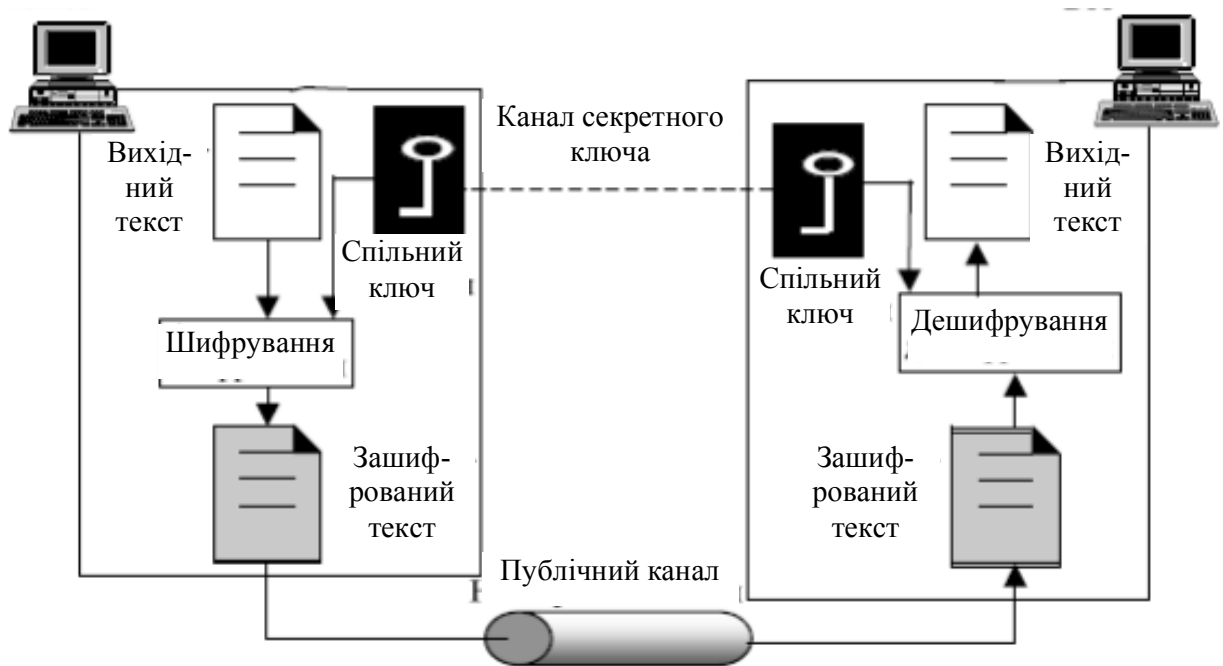 Канал секретного
ключа
Вихід-
ний
текст
Спільний
ключ
Шифрування
Зашиф-
рований
текст
Публічний канал
Вихід-
ний
текст
Спільний
ключ
Дешифрування
Зашиф-
рований
текст